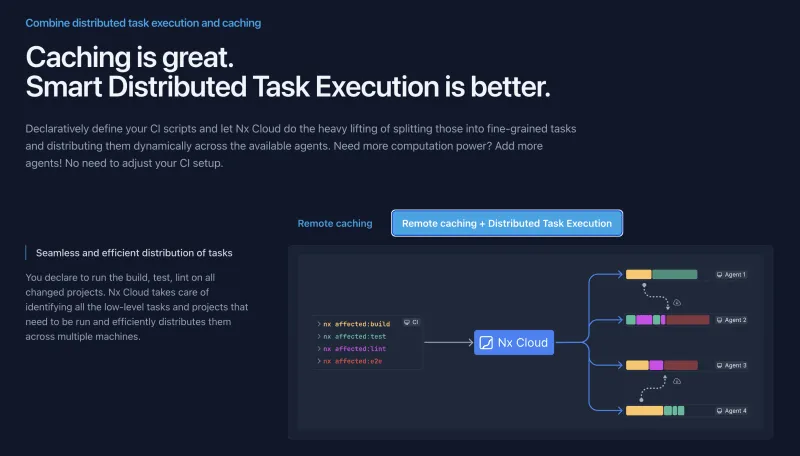 Combine distributed task execution and caching
Caching is great.
Smart Distributed Task Execution is better.
Declaratively define your CI scripts and let Nx Cloud do the heavy lifting of splitting those into fine-grained tasks
and distributing them dynamically across the available agents. Need more computation power? Add more
agents! No need to adjust your CI setup.
Remote caching
Remote caching + Distributed Task Execution
Seamless and efficient distribution of tasks
You declare to run the build, test, lint on all
changed projects. Nx Cloud takes care of
identifying all the low-level tasks and projects that
need to be run and efficiently distributes them
across multiple machines.
> nx affected:build
CI
> nx affected:test
> nx affected:lint
> nx affected:e2e
Nx Cloud
Agent 1
Agent 2
Agent 3
Agent 4